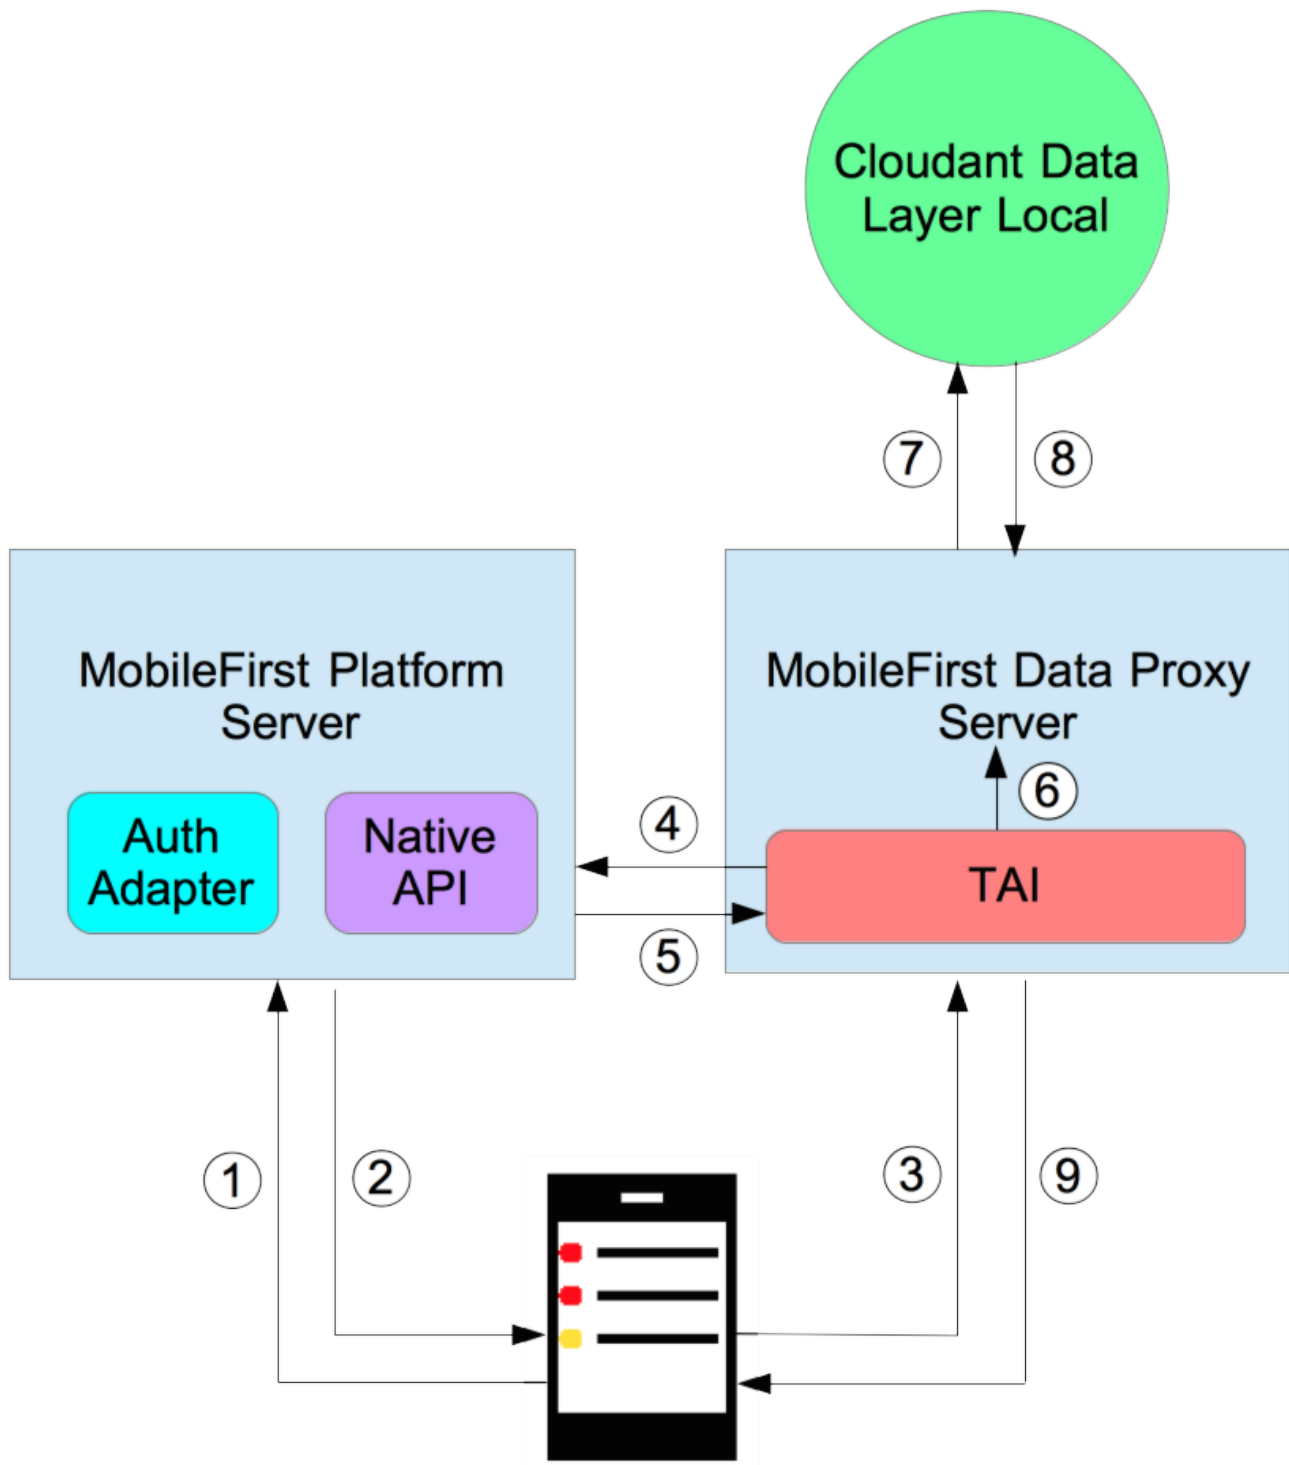 Cloudant Data
Layer Local
7
8
MobileFirst Platform
Server
MobileFirst Data Proxy
Server
Auth
Adapter
Native
API
4
6
TAI
5
1
2
3
9